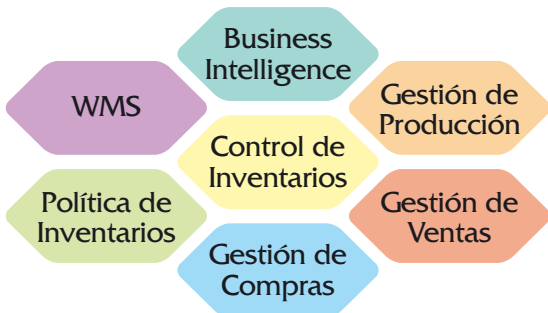 Business
Intelligence
WMS
Gestión de
Producción
Control de
Inventarios
Política de
Inventarios
Gestión de
Ventas
Gestión de
Compras